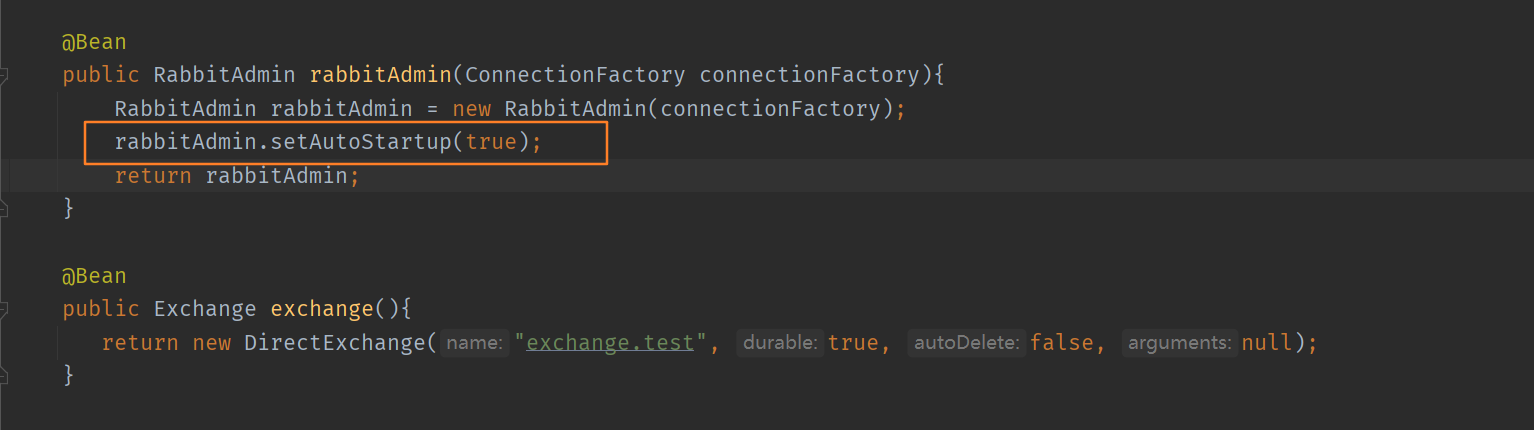 @Bean
public RabbitAdmin rabbitAdmin(ConnectionFactory connectionFactory){
RabbitAdmin rabbitAdmin = new RabbitAdmin(connectionFactory);
rabbitAdmin.setAutoStartup(true);
return rabbitAdmin;
}
@Bean
public Exchange exchange(){
return new DirectExchange( name: "exchange.test", durable: true, autoDelete: false, arguments: null);
}